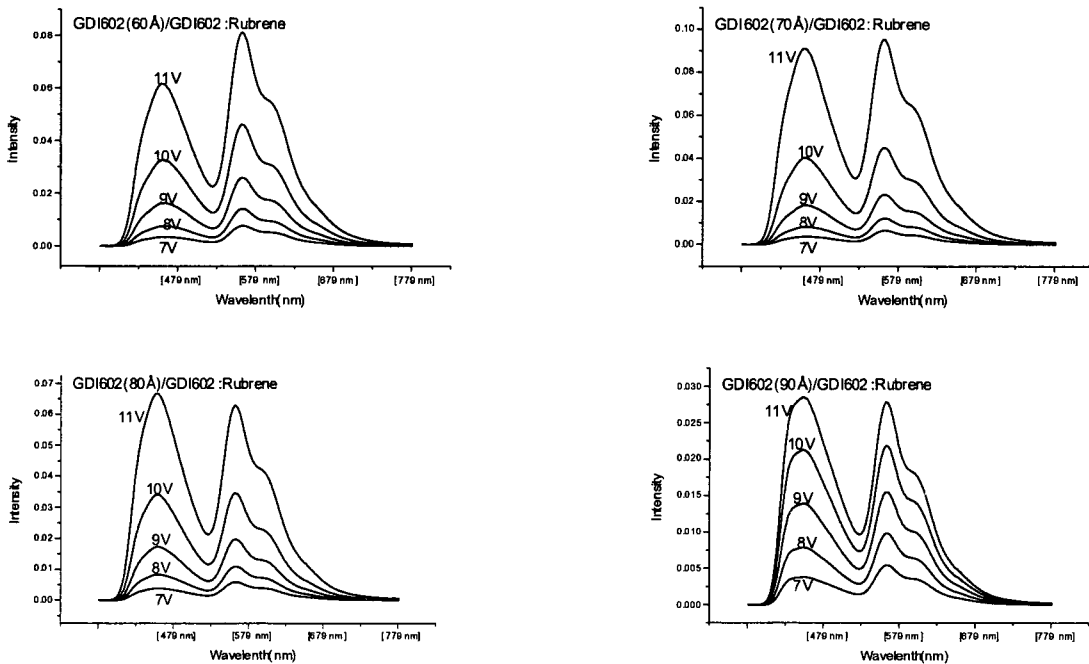 GDI602(60Å)/GDI602 :Rubrene
0.08
0.06
0.04
0.02
0.00
Intensity
11V
10V
9V
8V
7V
[479 nm] [579 nm] [679 nm] [779 nm]
Wavelenth(nm)
GDI602(70Å)/GDI602 :Rubrene
0.10
0.08
0.06
0.04
0.02
0.00
Intensity
11V
10V
9V
8V
7V
[479 nm] [579 nm] [679 nm] [779 nm]
Wavelenth(nm)
GDI602(80Å)/GDI602 :Rubrene
0.07
0.06
0.05
0.04
0.03
0.02
0.01
0.00
Intensity
11V
10V
9V
8V
7V
[479 nm] [579 nm] [679 nm] [779 nm]
Wavelenth(nm)
GDI602(90Å)/GDI602 :Rubrene
0.030
0.025
0.020
0.015
0.010
0.005
0.000
Intensity
11V
10V
9V
8V
7V
[479 nm] [579 nm] [679 nm] [779 nm]
Wavelenth(nm)